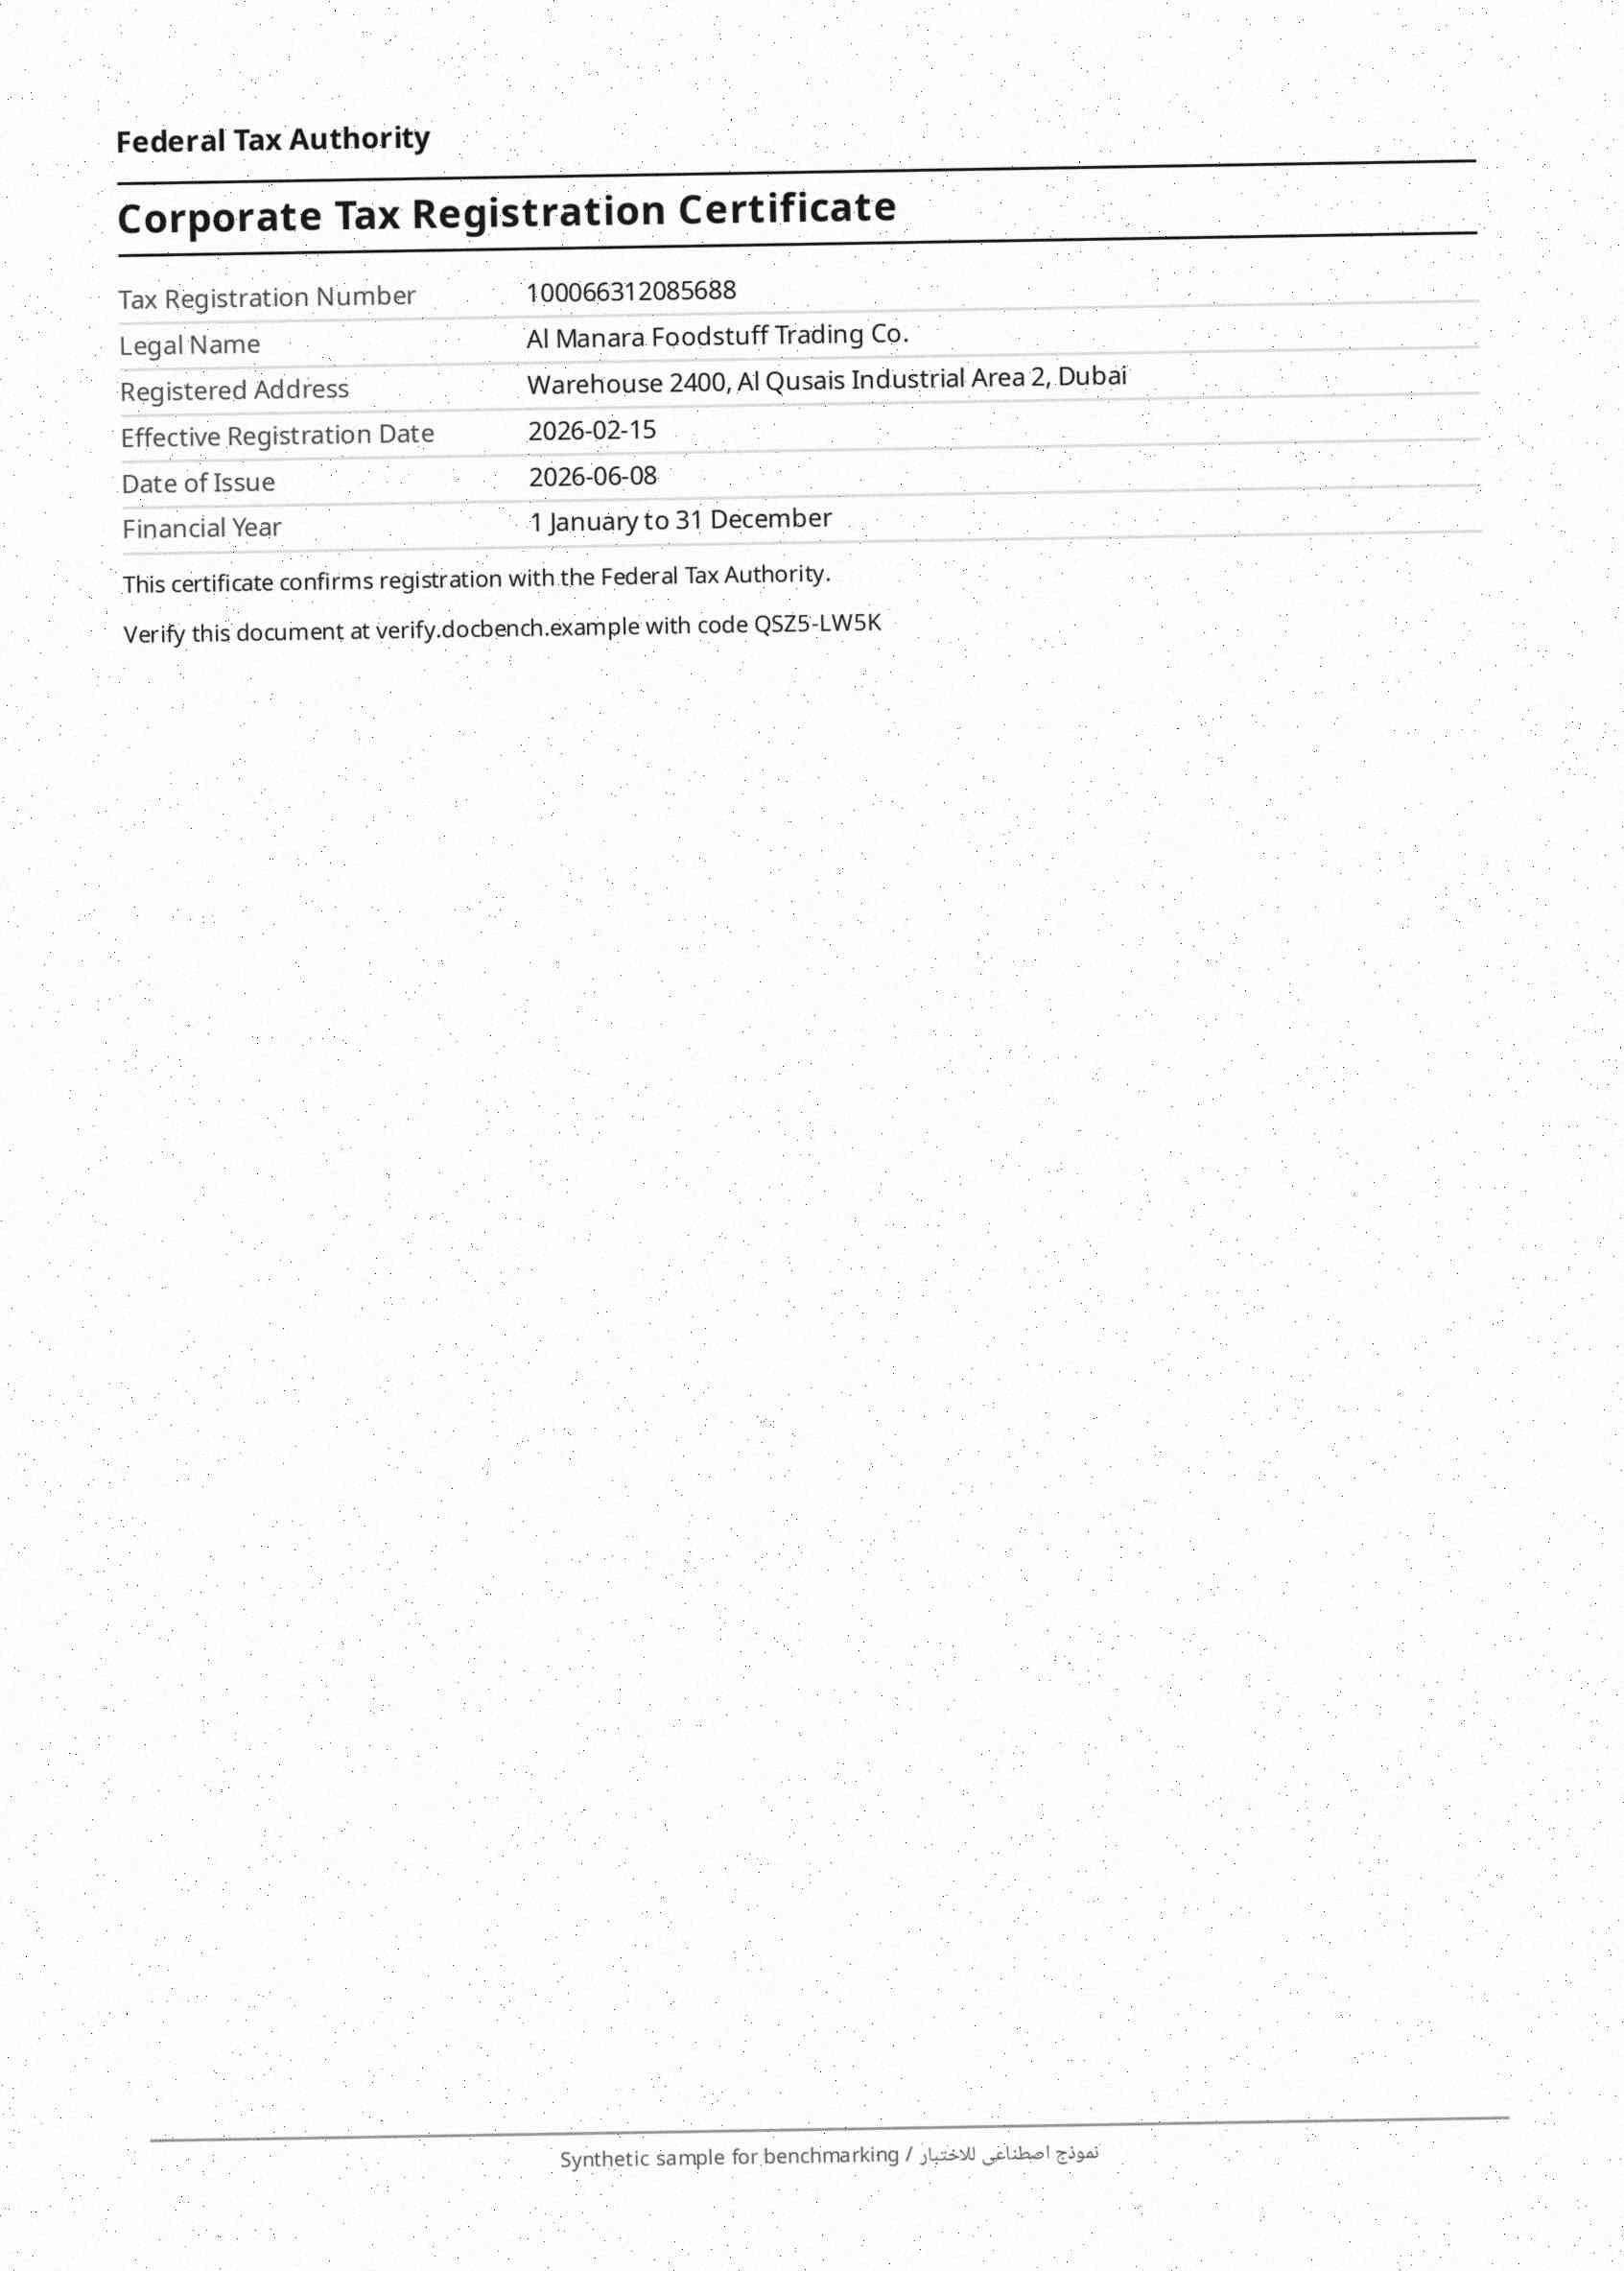 Federal Tax Authority
Corporate Tax Registration Certificate
Tax Registration Number 100066312085688
Legal Name Al Manara Foodstuff Trading Co.
Registered Address Warehouse 2400, Al Qusais Industrial Area 2, Dubai
Effective Registration Date 2026-02-15
Date of Issue 2026-06-08
Financial Year 1 January to 31 December
This certificate confirms registration with the Federal Tax Authority.
Verify this document at verify.docbench.example with code QSZ5-LW5K
Synthetic sample for benchmarking / نموذج اصطناعي للاختبار